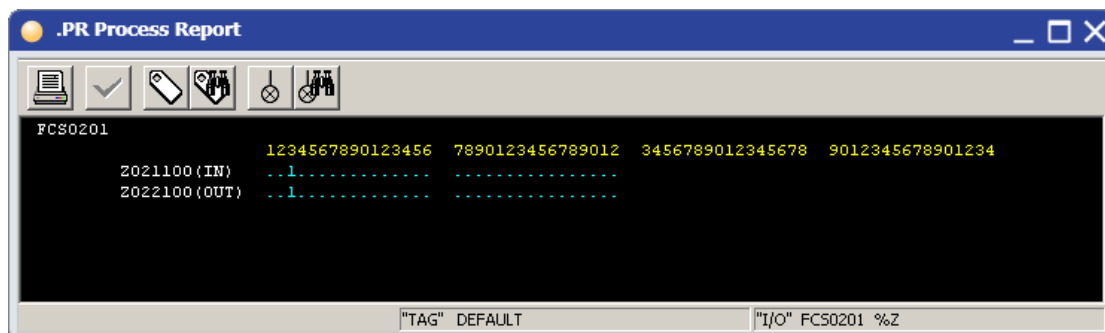 .PR Process Report
FCS0201
1234567890123456 7890123456789012 3456789012345678 9012345678901234
Z021100(IN) ..1............. ................
Z022100(OUT) ..1............. ................
"TAG" DEFAULT "I/O" FCS0201 %Z